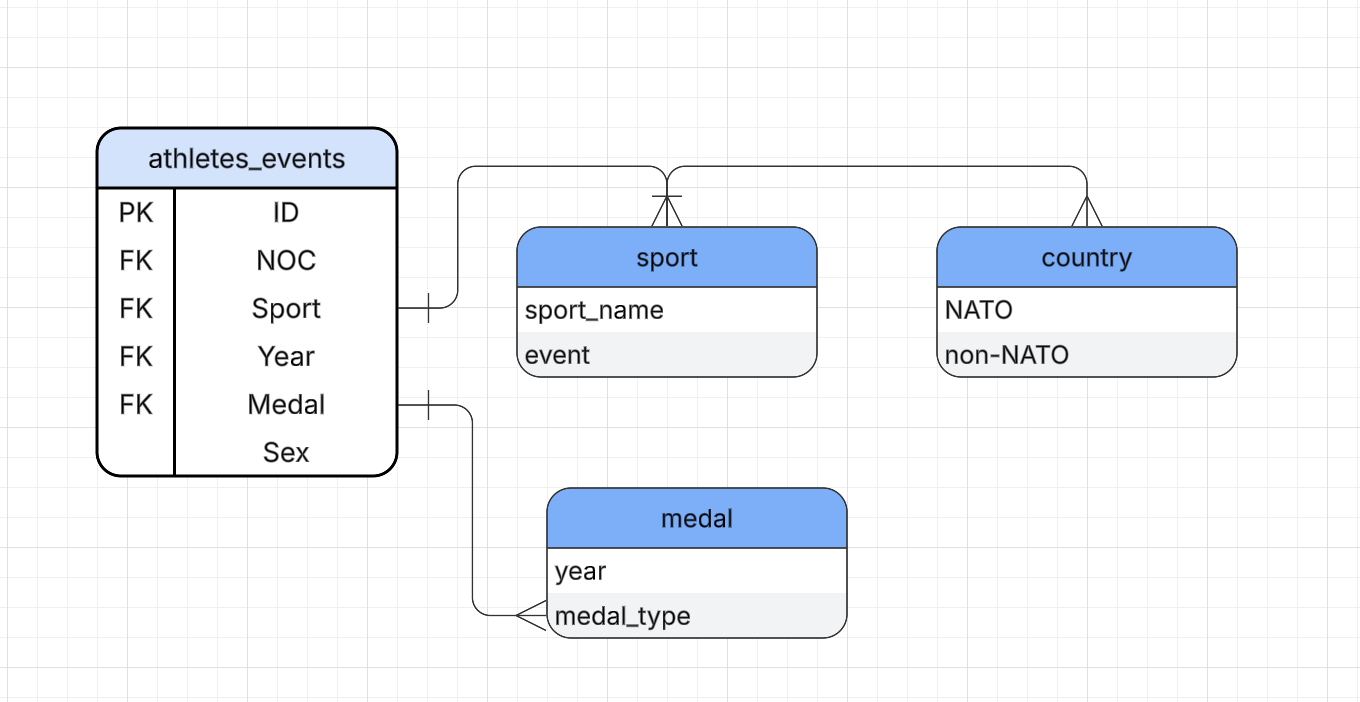 athletes_events
PK ID
FK NOC
FK Sport
FK Year
FK Medal
Sex
sport
sport_name
event
country
NATO
non-NATO
medal
year
medal_type